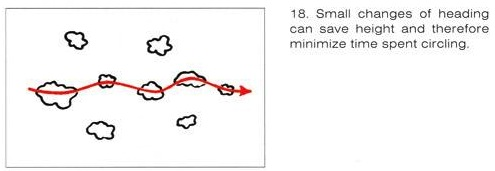 18. Small changes of heading
can save height and therefore
minimize time spent circling.